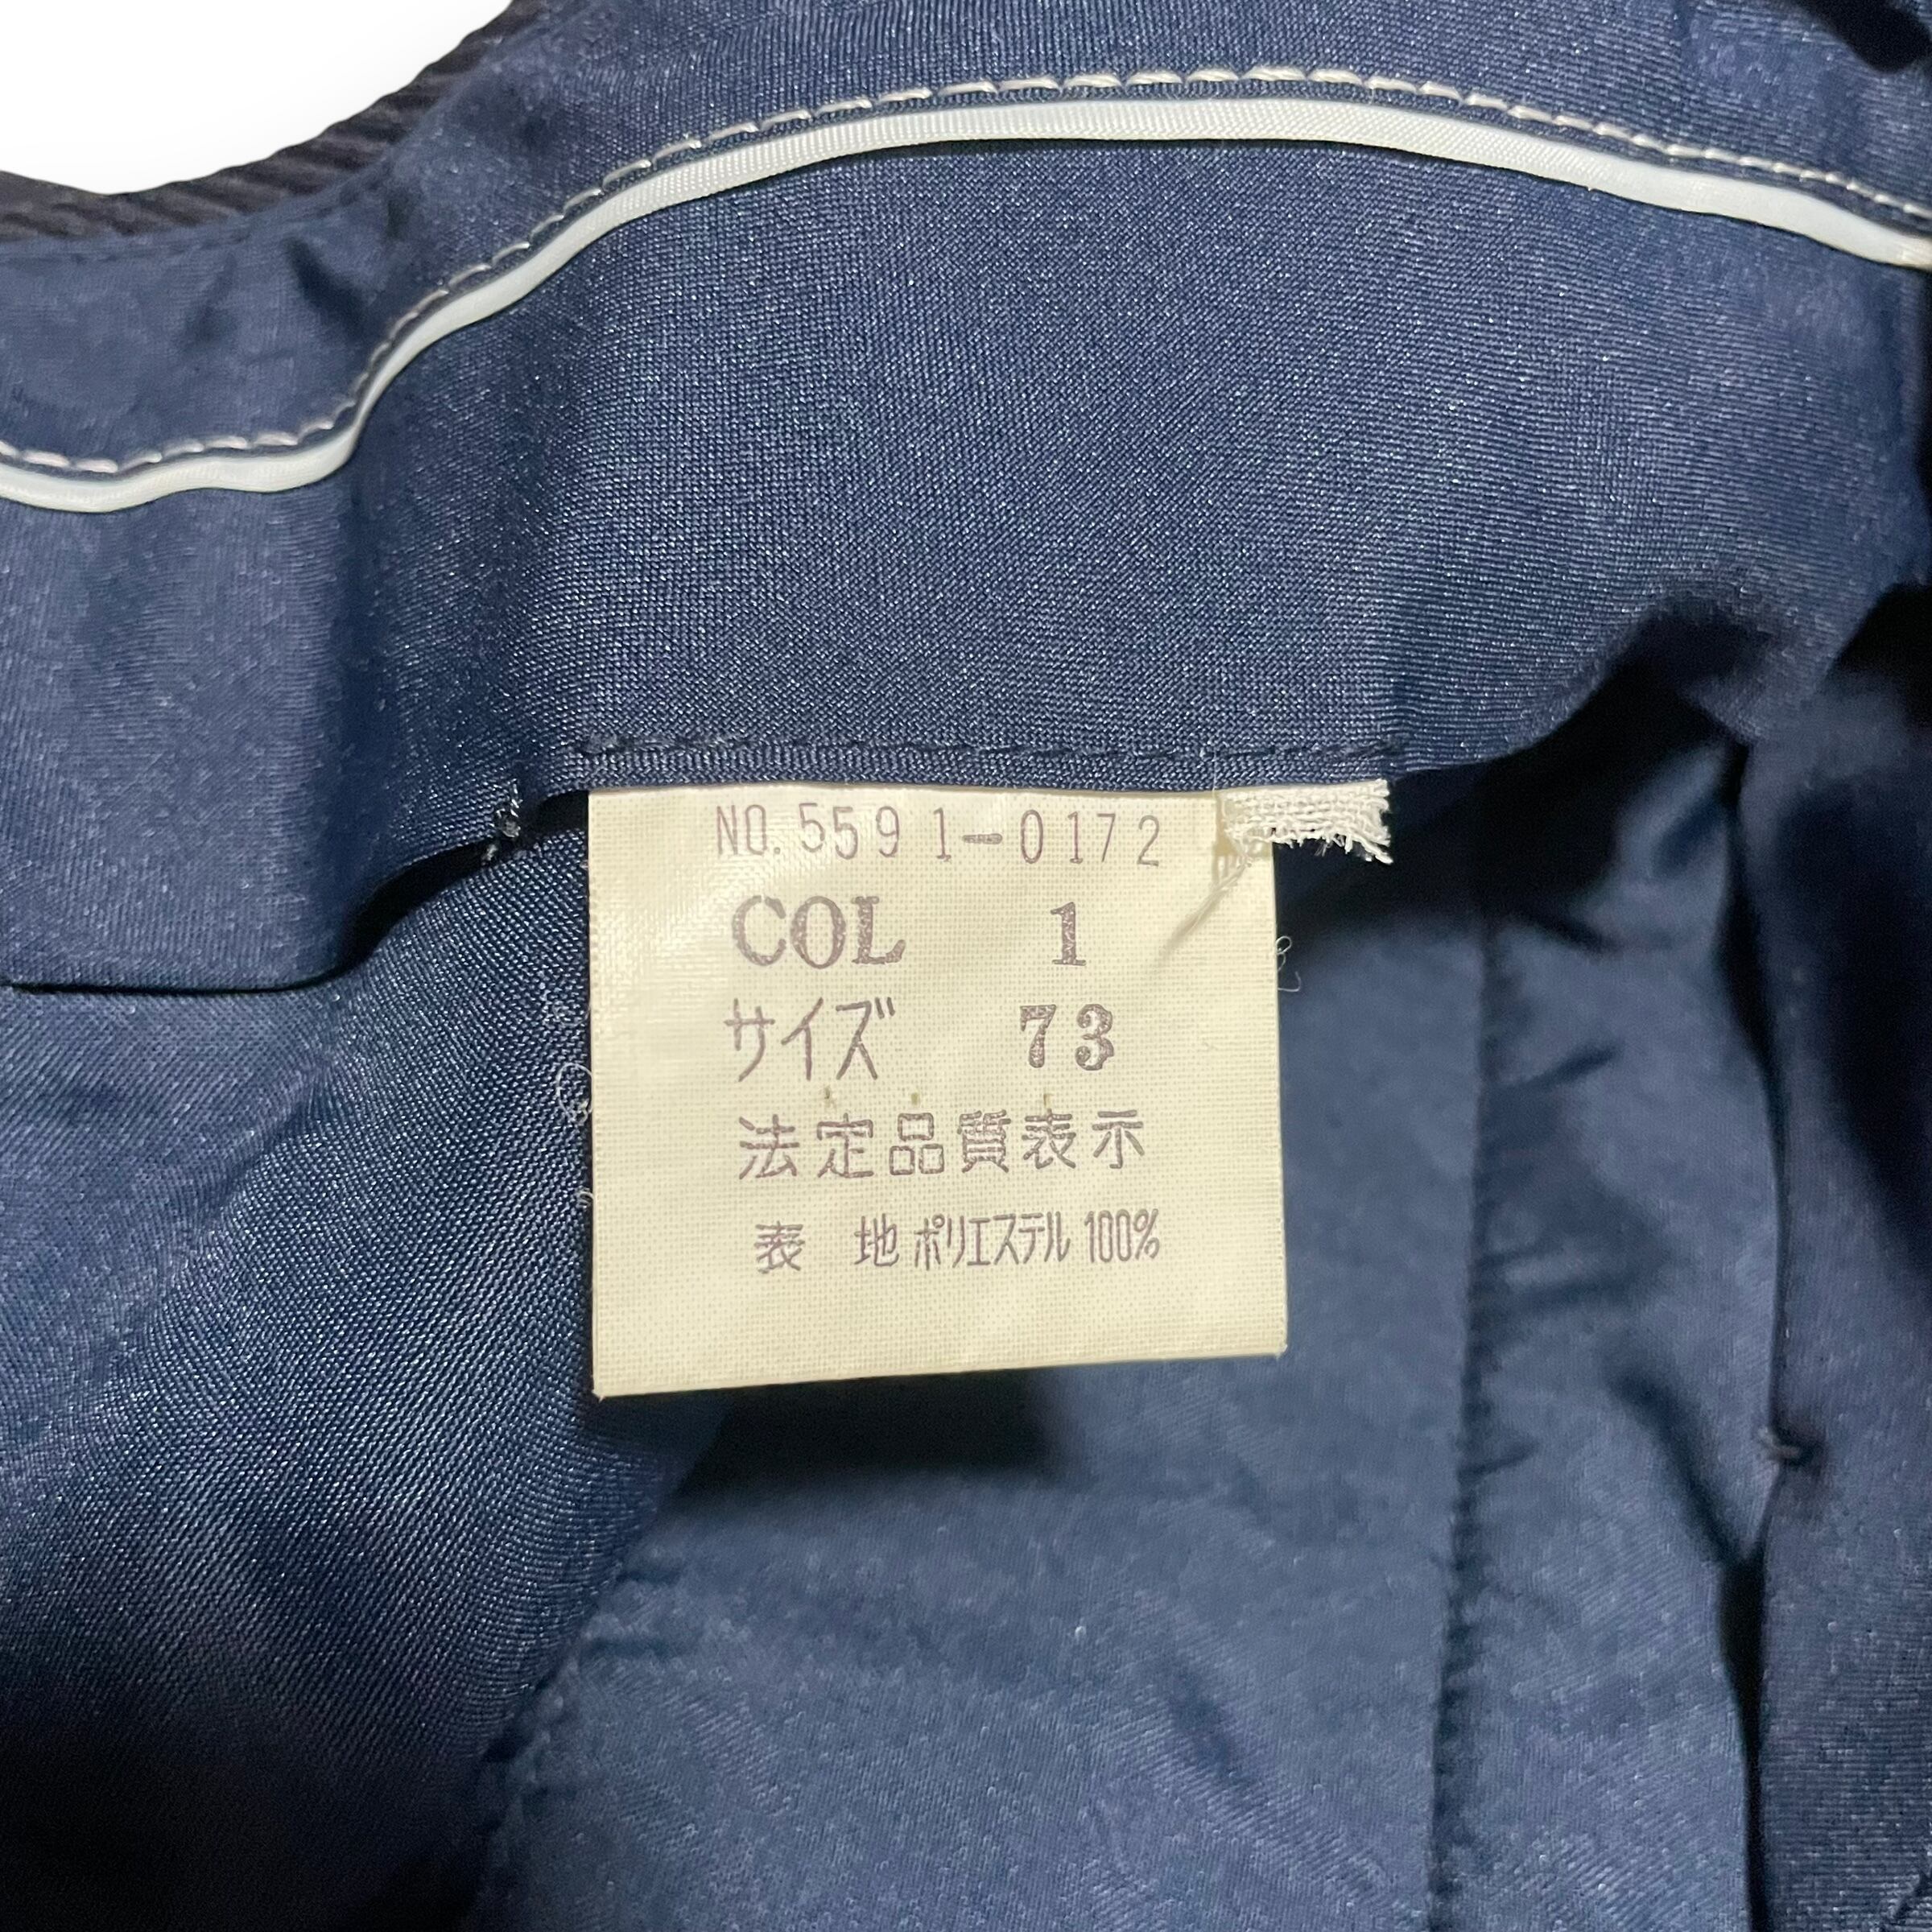 NO.5591-0172
COL 1
サイズ 73
法定品質表示
表 地 ポリエステル 100%